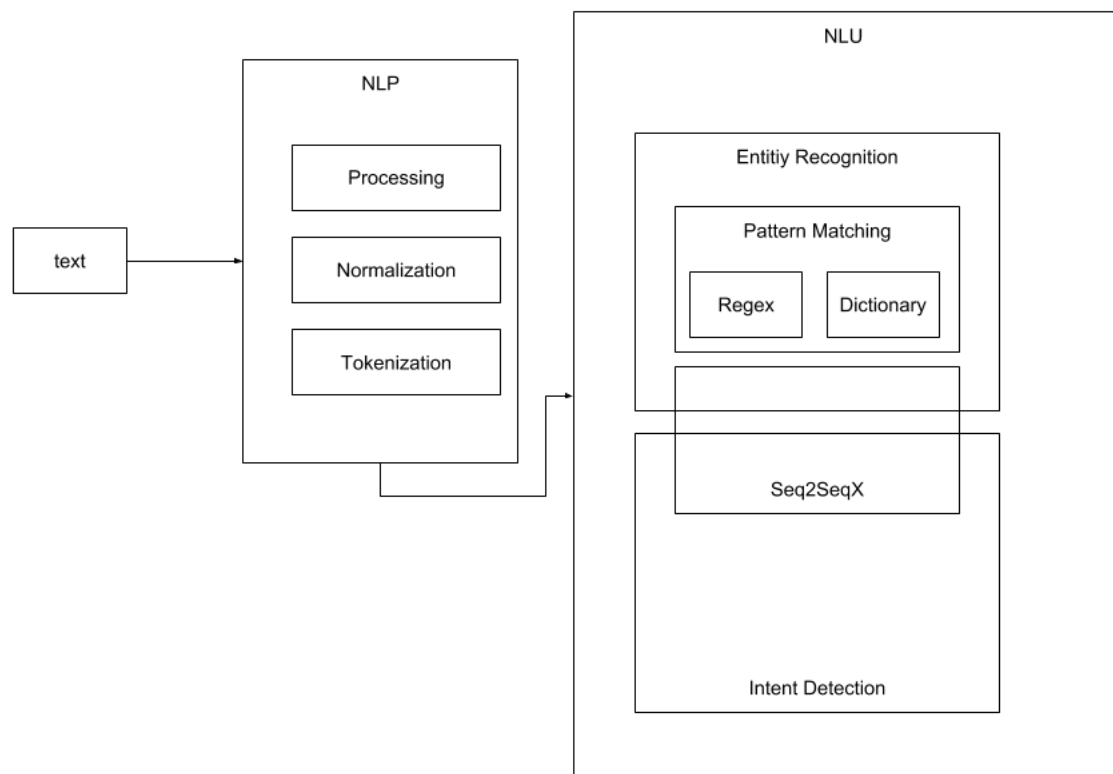 text
NLP
Processing
Normalization
Tokenization
NLU
Entitiy Recognition
Pattern Matching
Regex
Dictionary
Seq2SeqX
Intent Detection